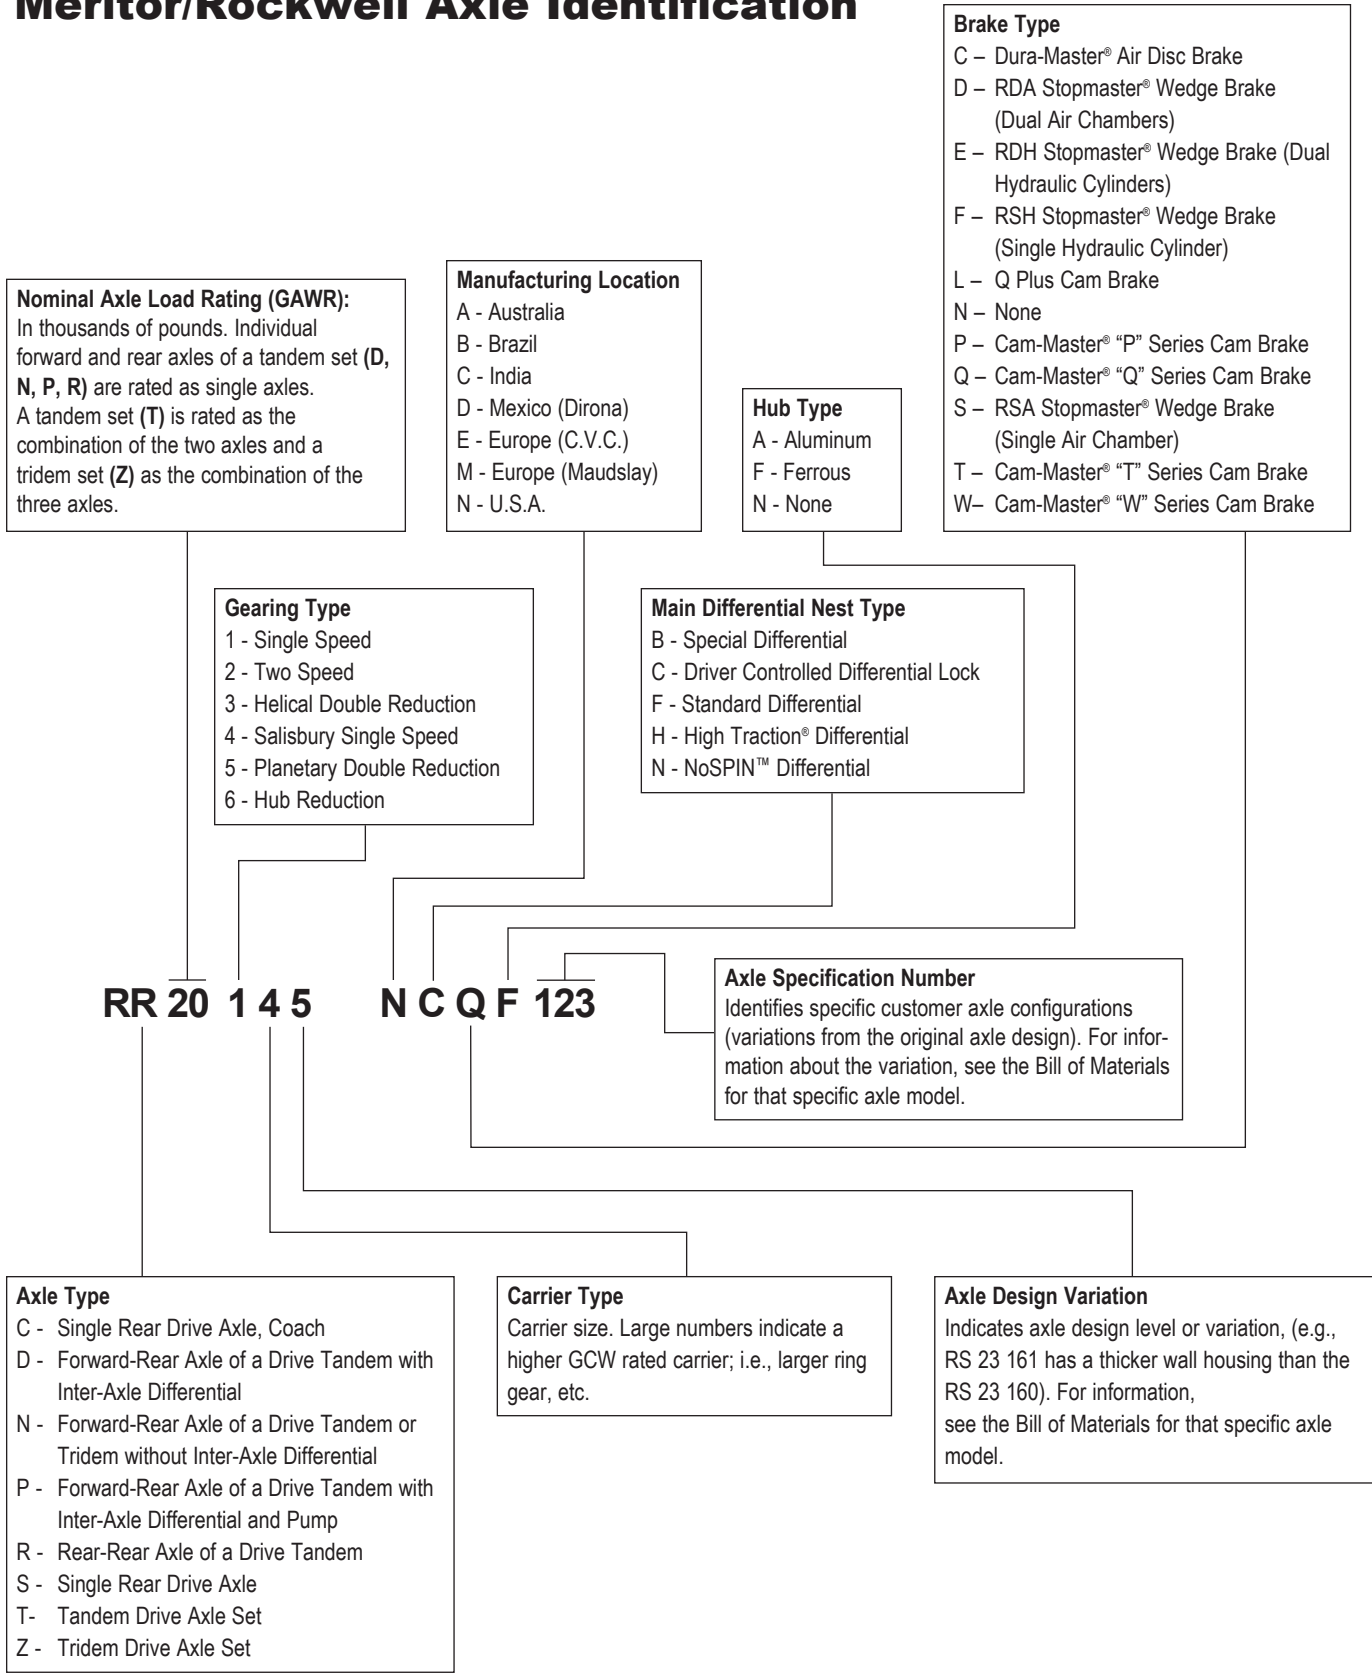 Meritor/Rockwell Axle Identification
Brake Type
C – Dura-Master® Air Disc Brake
D – RDA Stopmaster® Wedge Brake
(Dual Air Chambers)
E – RDH Stopmaster® Wedge Brake (Dual
Hydraulic Cylinders)
F – RSH Stopmaster® Wedge Brake
(Single Hydraulic Cylinder)
L – Q Plus Cam Brake
N – None
P – Cam-Master® “P” Series Cam Brake
Q – Cam-Master® “Q” Series Cam Brake
S – RSA Stopmaster® Wedge Brake
(Single Air Chamber)
T – Cam-Master® “T” Series Cam Brake
W– Cam-Master® “W” Series Cam Brake
Nominal Axle Load Rating (GAWR):
In thousands of pounds. Individual
forward and rear axles of a tandem set (D,
N, P, R) are rated as single axles.
A tandem set (T) is rated as the
combination of the two axles and a
tridem set (Z) as the combination of the
three axles.
Manufacturing Location
A - Australia
B - Brazil
C - India
D - Mexico (Dirona)
E - Europe (C.V.C.)
M - Europe (Maudslay)
N - U.S.A.
Hub Type
A - Aluminum
F - Ferrous
N - None
Gearing Type
1 - Single Speed
2 - Two Speed
3 - Helical Double Reduction
4 - Salisbury Single Speed
5 - Planetary Double Reduction
6 - Hub Reduction
Main Differential Nest Type
B - Special Differential
C - Driver Controlled Differential Lock
F - Standard Differential
H - High Traction® Differential
N - NoSPIN™ Differential
RR 20 1 4 5 N C Q F 123
Axle Specification Number
Identifies specific customer axle configurations
(variations from the original axle design). For infor-
mation about the variation, see the Bill of Materials
for that specific axle model.
Axle Type
C - Single Rear Drive Axle, Coach
D - Forward-Rear Axle of a Drive Tandem with
Inter-Axle Differential
N - Forward-Rear Axle of a Drive Tandem or
Tridem without Inter-Axle Differential
P - Forward-Rear Axle of a Drive Tandem with
Inter-Axle Differential and Pump
R - Rear-Rear Axle of a Drive Tandem
S - Single Rear Drive Axle
T- Tandem Drive Axle Set
Z - Tridem Drive Axle Set
Carrier Type
Carrier size. Large numbers indicate a
higher GCW rated carrier; i.e., larger ring
gear, etc.
Axle Design Variation
Indicates axle design level or variation, (e.g.,
RS 23 161 has a thicker wall housing than the
RS 23 160). For information,
see the Bill of Materials for that specific axle
model.